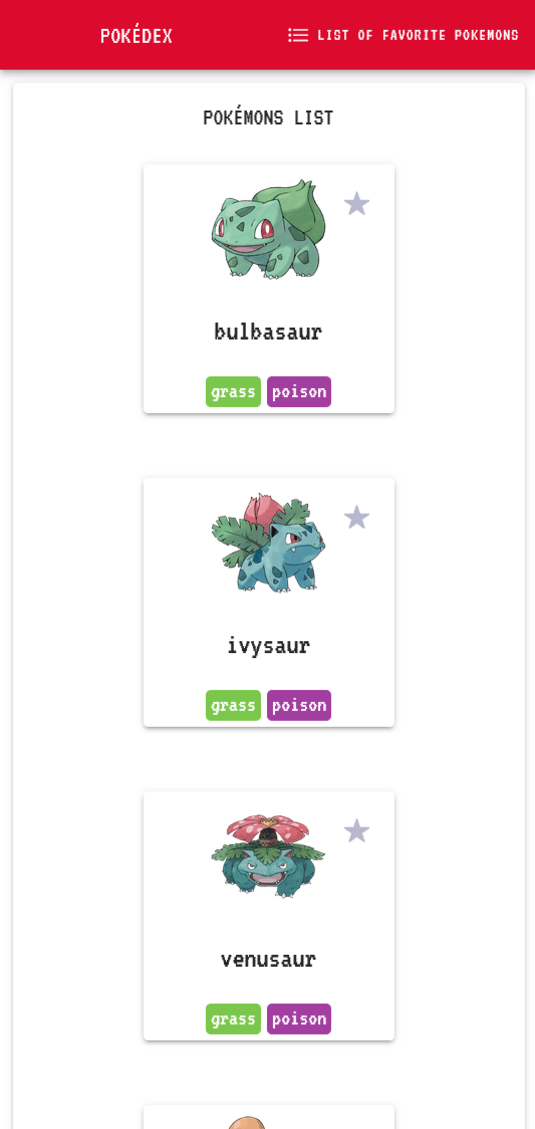 POKÉDEX
LIST OF FAVORITE POKEMONS
POKÉMONS LIST
bulbasaur
grass poison
ivysaur
grass poison
venusaur
grass poison